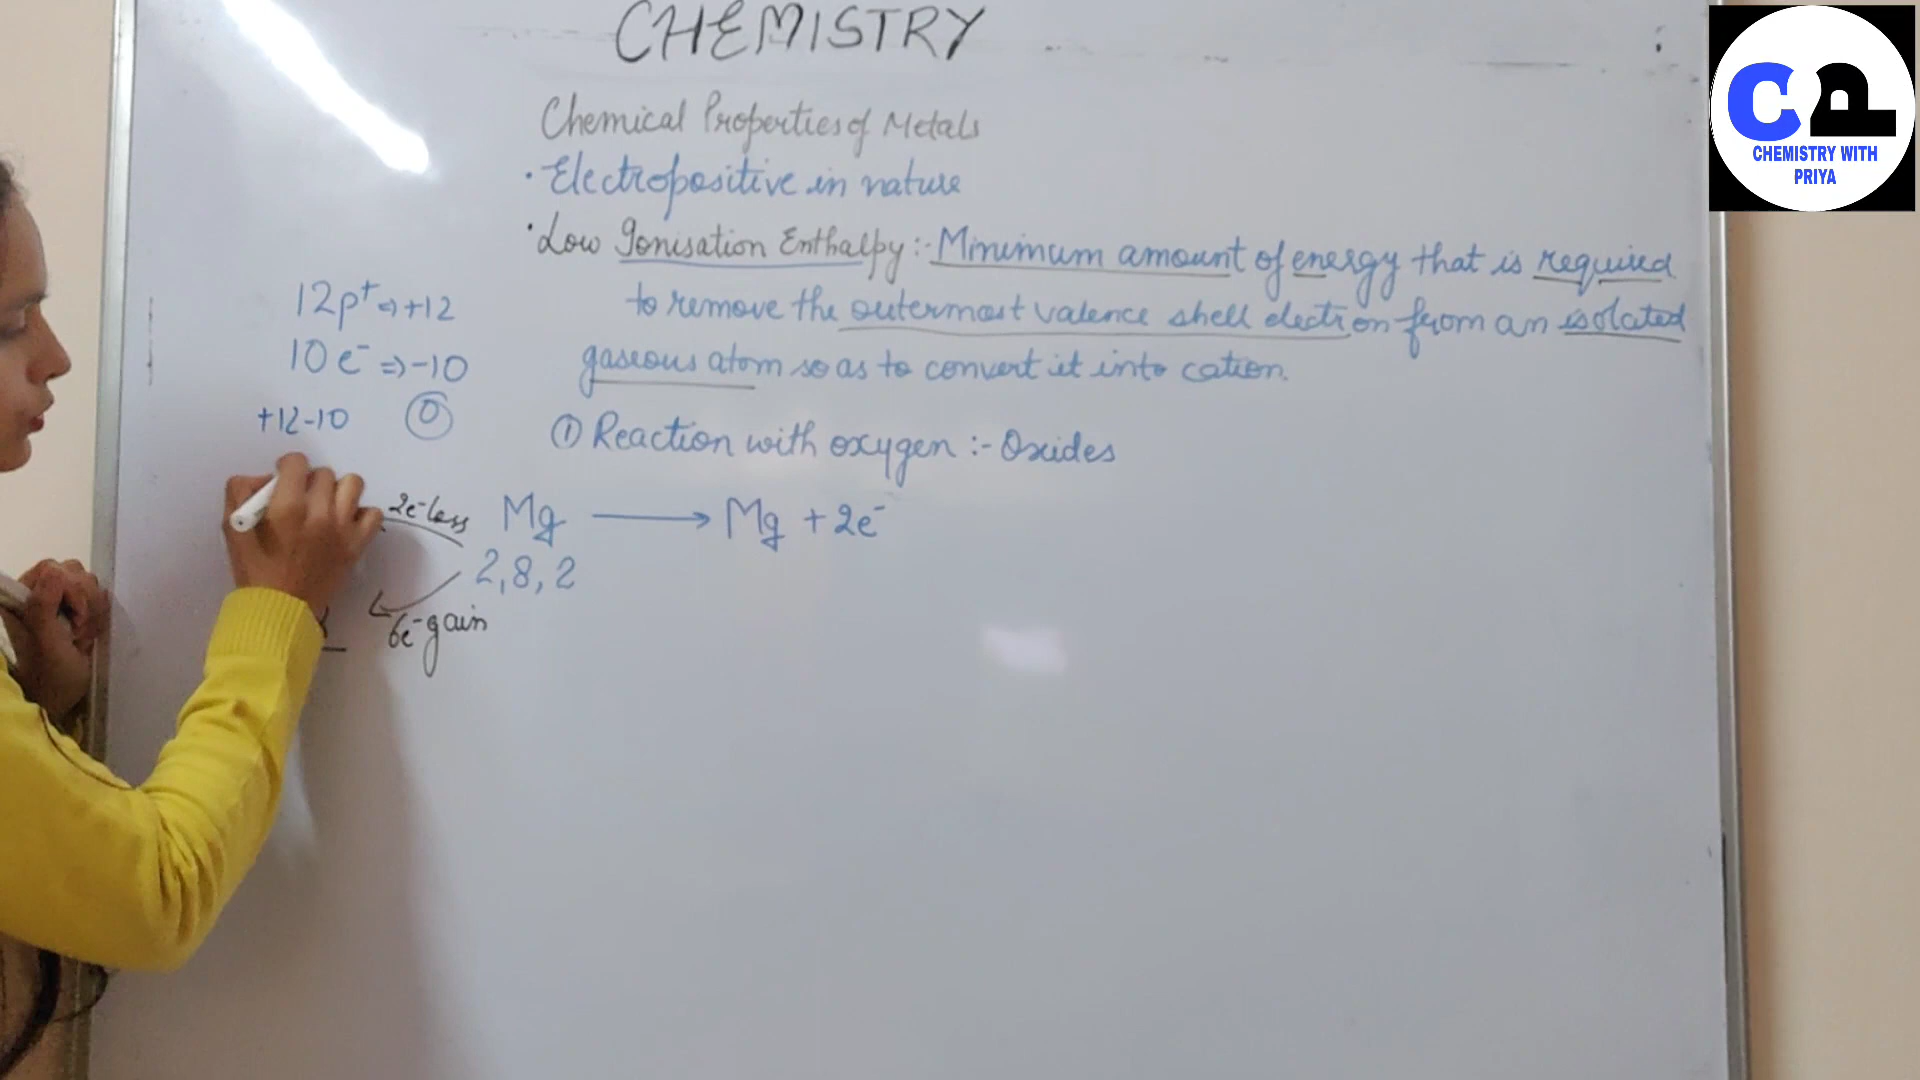 CHEMISTRY
Chemical Properties of Metals
• Electropositive in nature
• Low Ionisation Enthalpy :- Minimum amount of energy that is required
to remove the outermost valence shell electron from an isolated
gaseous atom so as to convert it into cation.
① Reaction with oxygen :- Oxides
12p⁺ ⇒ +12
10e⁻ ⇒ -10
+12-10 0
2e⁻ less
Mg ⟶ Mg + 2e⁻
2,8,2
6e⁻ gain
CP
CHEMISTRY WITH
PRIYA